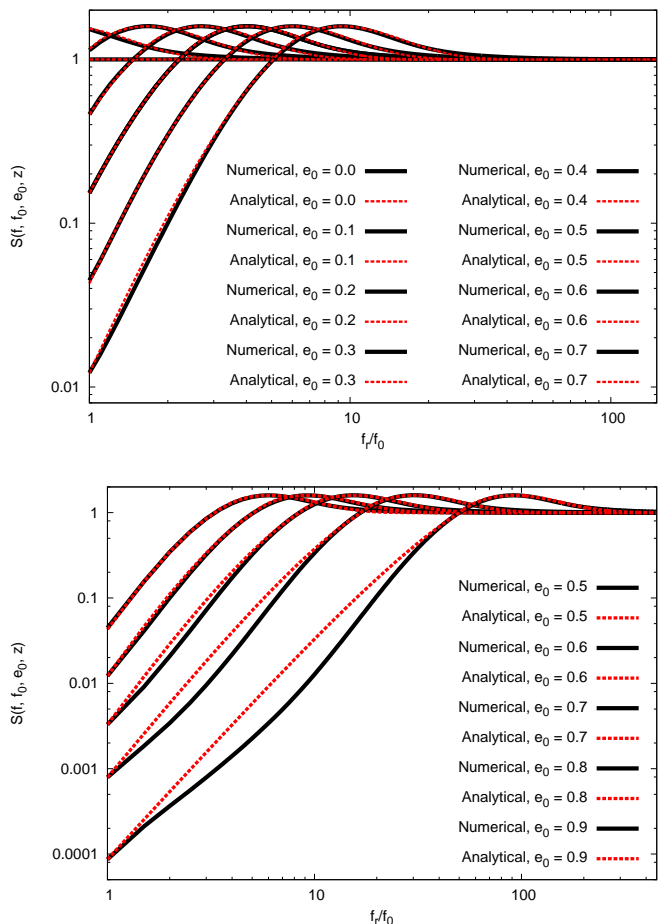 1
0.1
0.01
S(f, f₀, e₀, z)
Numerical, e₀ = 0.0
Analytical, e₀ = 0.0
Numerical, e₀ = 0.1
Analytical, e₀ = 0.1
Numerical, e₀ = 0.2
Analytical, e₀ = 0.2
Numerical, e₀ = 0.3
Analytical, e₀ = 0.3
Numerical, e₀ = 0.4
Analytical, e₀ = 0.4
Numerical, e₀ = 0.5
Analytical, e₀ = 0.5
Numerical, e₀ = 0.6
Analytical, e₀ = 0.6
Numerical, e₀ = 0.7
Analytical, e₀ = 0.7
1 10 100
fᵣ/f₀
1
0.1
0.01
0.001
0.0001
S(f, f₀, e₀, z)
Numerical, e₀ = 0.5
Analytical, e₀ = 0.5
Numerical, e₀ = 0.6
Analytical, e₀ = 0.6
Numerical, e₀ = 0.7
Analytical, e₀ = 0.7
Numerical, e₀ = 0.8
Analytical, e₀ = 0.8
Numerical, e₀ = 0.9
Analytical, e₀ = 0.9
1 10 100
fᵣ/f₀